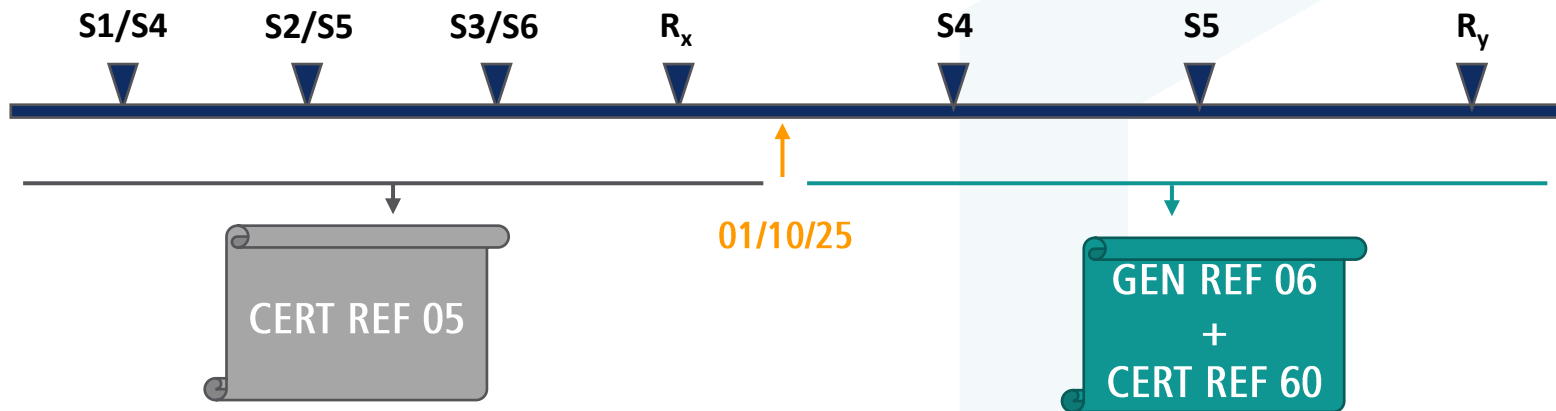 S1/S4 S2/S5 S3/S6 Rx S4 S5 Ry
01/10/25
CERT REF 05
GEN REF 06
+
CERT REF 60